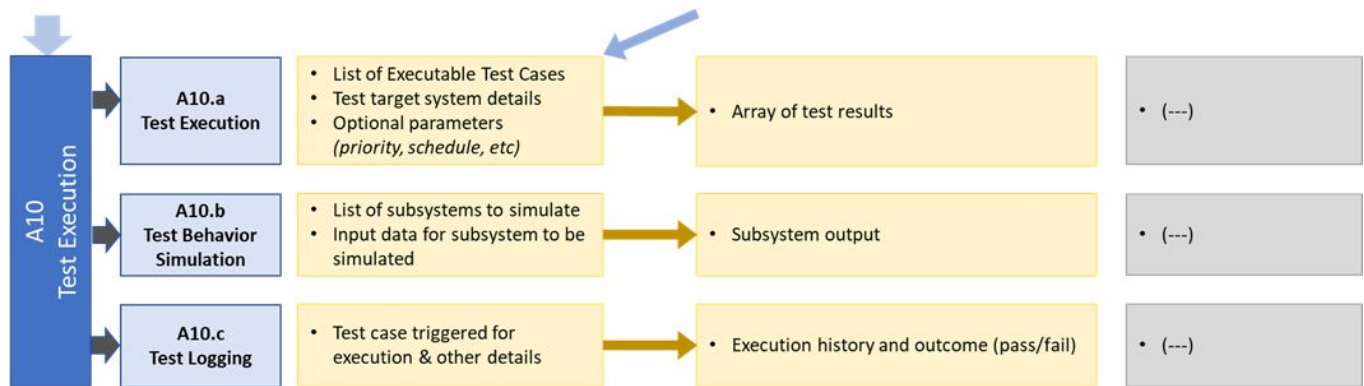 A10
Test Execution
A10.a
Test Execution
• List of Executable Test Cases
• Test target system details
• Optional parameters
(priority, schedule, etc)
• Array of test results
• (---)
A10.b
Test Behavior
Simulation
• List of subsystems to simulate
• Input data for subsystem to be
simulated
• Subsystem output
• (---)
A10.c
Test Logging
• Test case triggered for
execution & other details
• Execution history and outcome (pass/fail)
• (---)